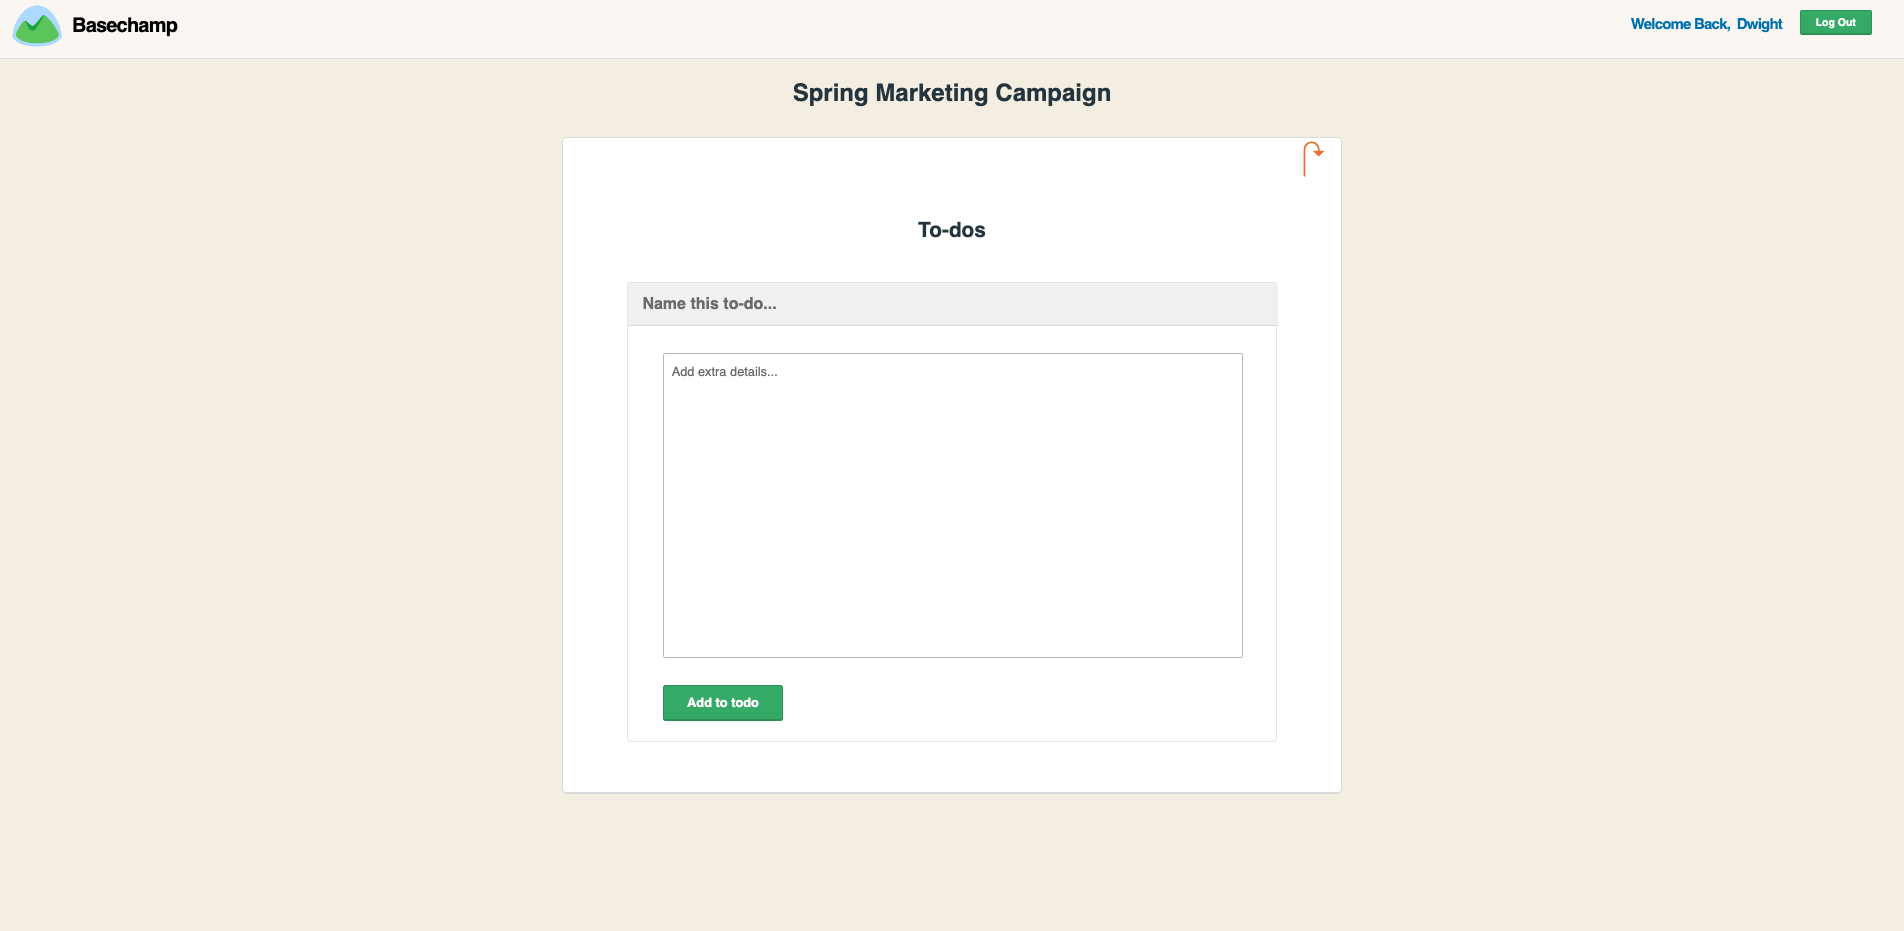 Basechamp
Welcome Back, Dwight
Log Out
Spring Marketing Campaign
To-dos
Name this to-do...
Add extra details...
Add to todo